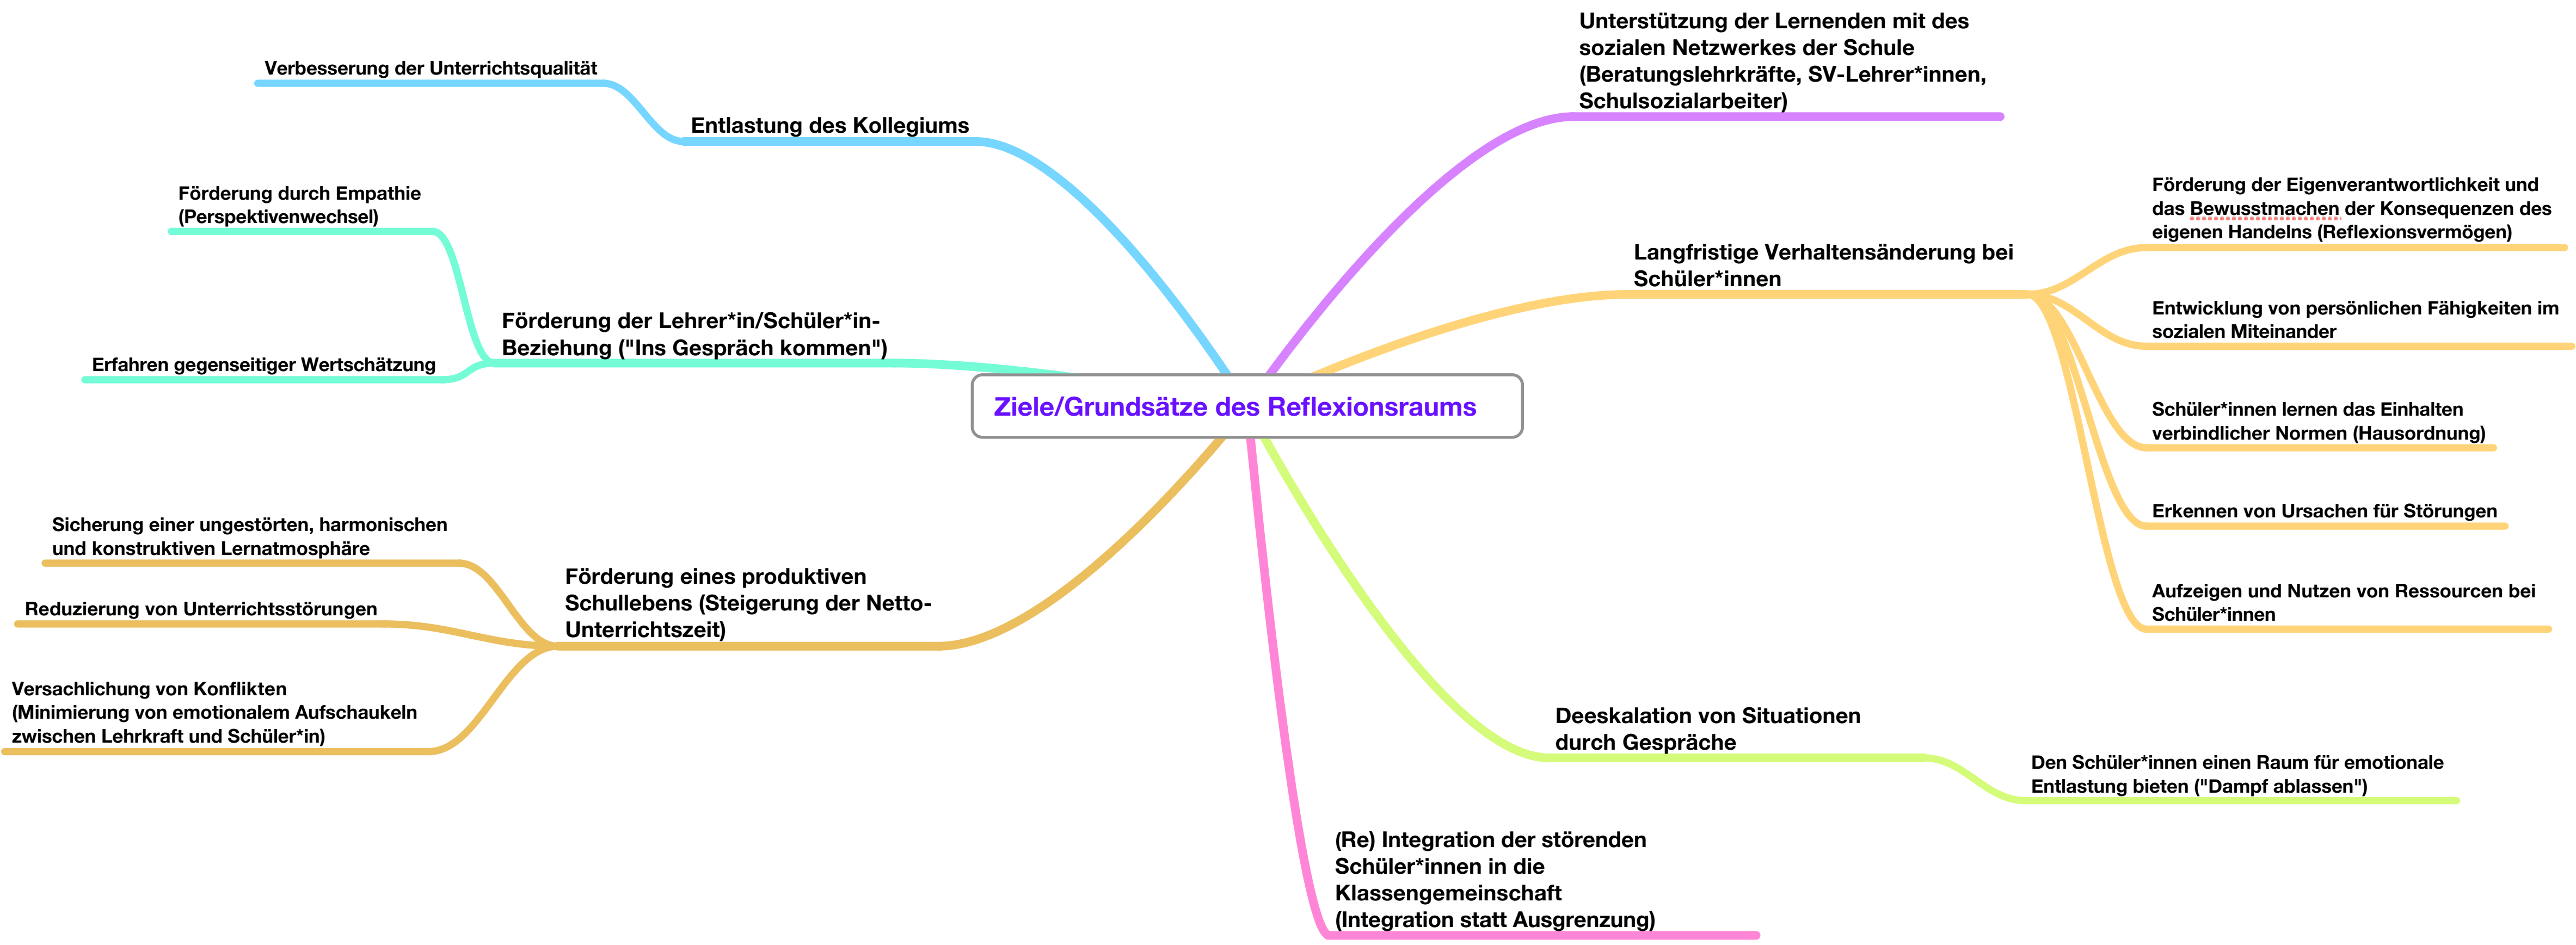 Ziele/Grundsätze des Reflexionsraums
Unterstützung der Lernenden mit des
sozialen Netzwerkes der Schule
(Beratungslehrkräfte, SV-Lehrer*innen,
Schulsozialarbeiter)
Langfristige Verhaltensänderung bei
Schüler*innen
Förderung der Eigenverantwortlichkeit und
das Bewusstmachen der Konsequenzen des
eigenen Handelns (Reflexionsvermögen)
Entwicklung von persönlichen Fähigkeiten im
sozialen Miteinander
Schüler*innen lernen das Einhalten
verbindlicher Normen (Hausordnung)
Erkennen von Ursachen für Störungen
Aufzeigen und Nutzen von Ressourcen bei
Schüler*innen
Deeskalation von Situationen
durch Gespräche
Den Schüler*innen einen Raum für emotionale
Entlastung bieten ("Dampf ablassen")
(Re) Integration der störenden
Schüler*innen in die
Klassengemeinschaft
(Integration statt Ausgrenzung)
Entlastung des Kollegiums
Verbesserung der Unterrichtsqualität
Förderung der Lehrer*in/Schüler*in-
Beziehung ("Ins Gespräch kommen")
Förderung durch Empathie
(Perspektivenwechsel)
Erfahren gegenseitiger Wertschätzung
Förderung eines produktiven
Schullebens (Steigerung der Netto-
Unterrichtszeit)
Sicherung einer ungestörten, harmonischen
und konstruktiven Lernatmosphäre
Reduzierung von Unterrichtsstörungen
Versachlichung von Konflikten
(Minimierung von emotionalem Aufschaukeln
zwischen Lehrkraft und Schüler*in)